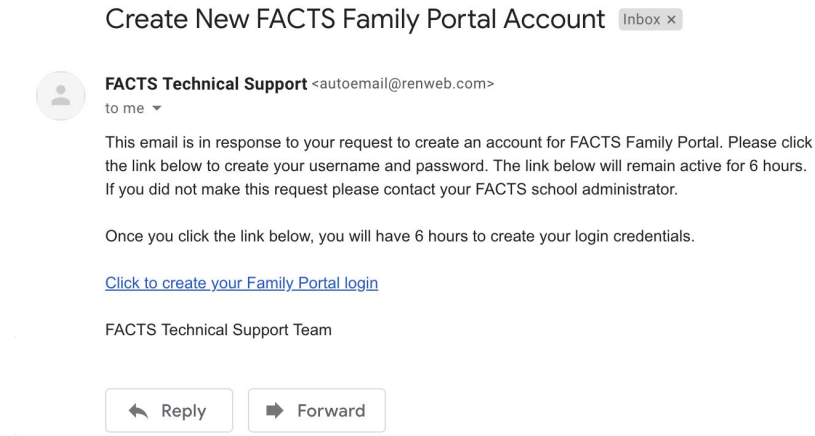 Create New FACTS Family Portal Account Inbox ×
FACTS Technical Support <autoemail@renweb.com>
to me
This email is in response to your request to create an account for FACTS Family Portal. Please click
the link below to create your username and password. The link below will remain active for 6 hours.
If you did not make this request please contact your FACTS school administrator.
Once you click the link below, you will have 6 hours to create your login credentials.
Click to create your Family Portal login
FACTS Technical Support Team
Reply Forward